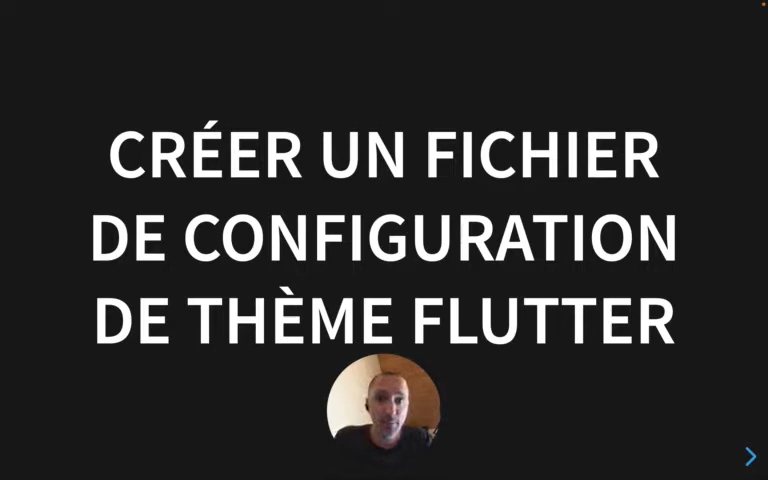 CRÉER UN FICHIER
DE CONFIGURATION
DE THÈME FLUTTER